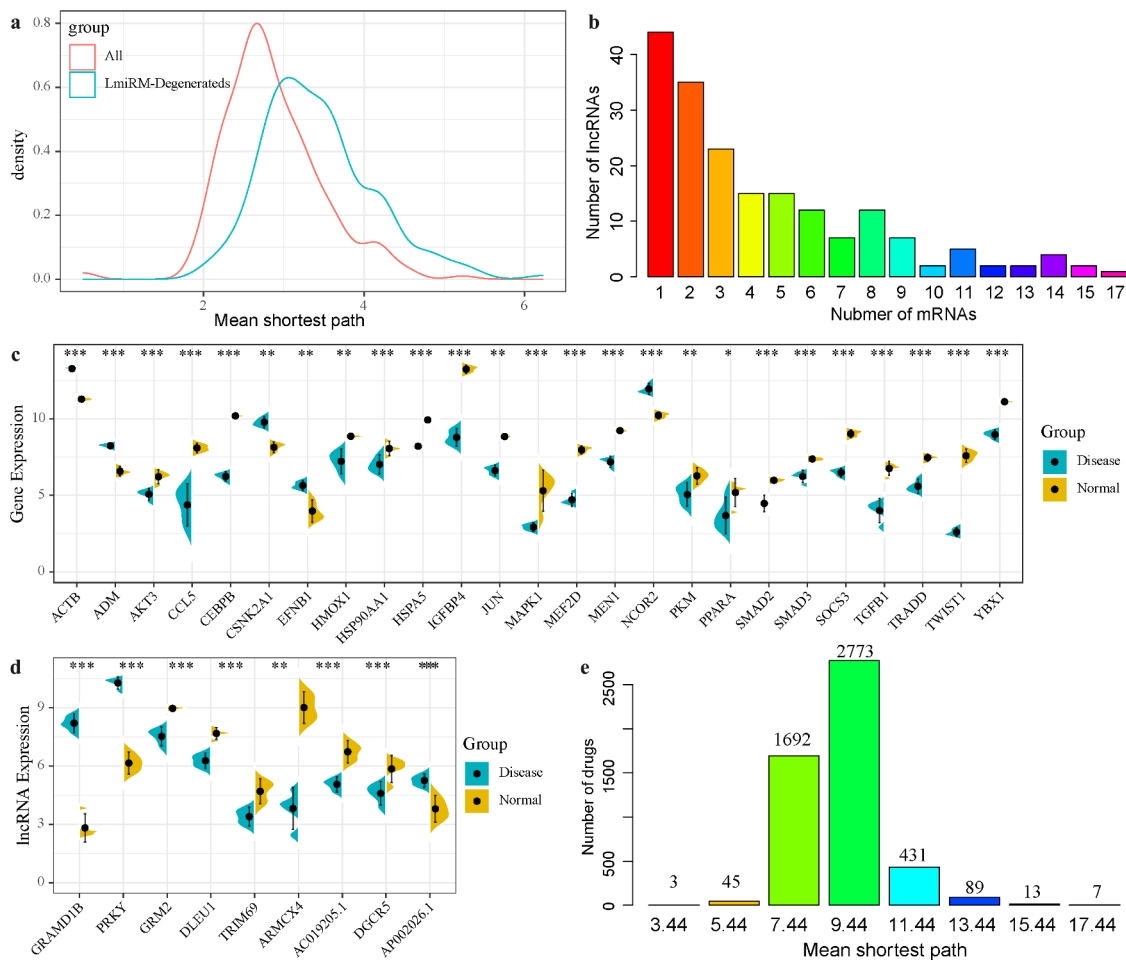 a
group
All
LmiRM-Degenerateds
density
0.8
0.6
0.4
0.2
0.0
2 4 6
Mean shortest path
b
Number of lncRNAs
40
30
20
10
0
1 2 3 4 5 6 7 8 9 10 11 12 13 14 15 17
Nubmer of mRNAs
c
*** *** *** *** *** ** ** ** *** *** *** ** *** *** *** *** ** * *** *** *** *** *** *** ***
Gene Expression
10
5
0
ACTB ADM AKT3 CCL5 CEBPB CSNK2A1 EFNB1 HMOX1 HSP90AA1 HSPA5 IGFBP4 JUN MAPK1 MEF2D MEN1 NCOR2 PKM PPARA SMAD2 SMAD3 SOCS3 TGFB1 TRADD TWIST1 YBX1
Group
Disease
Normal
d
*** *** *** *** ** *** ***
lncRNA Expression
9
6
3
0
GRAMD1B PRKY GRM2 DLEU1 TRIM69 ARMCX4 AC019205.1 DGCR5 AP002026.1
Group
Disease
Normal
e
Number of drugs
2500
1500
500
0
3 45 1692 2773 431 89 13 7
3.44 5.44 7.44 9.44 11.44 13.44 15.44 17.44
Mean shortest path